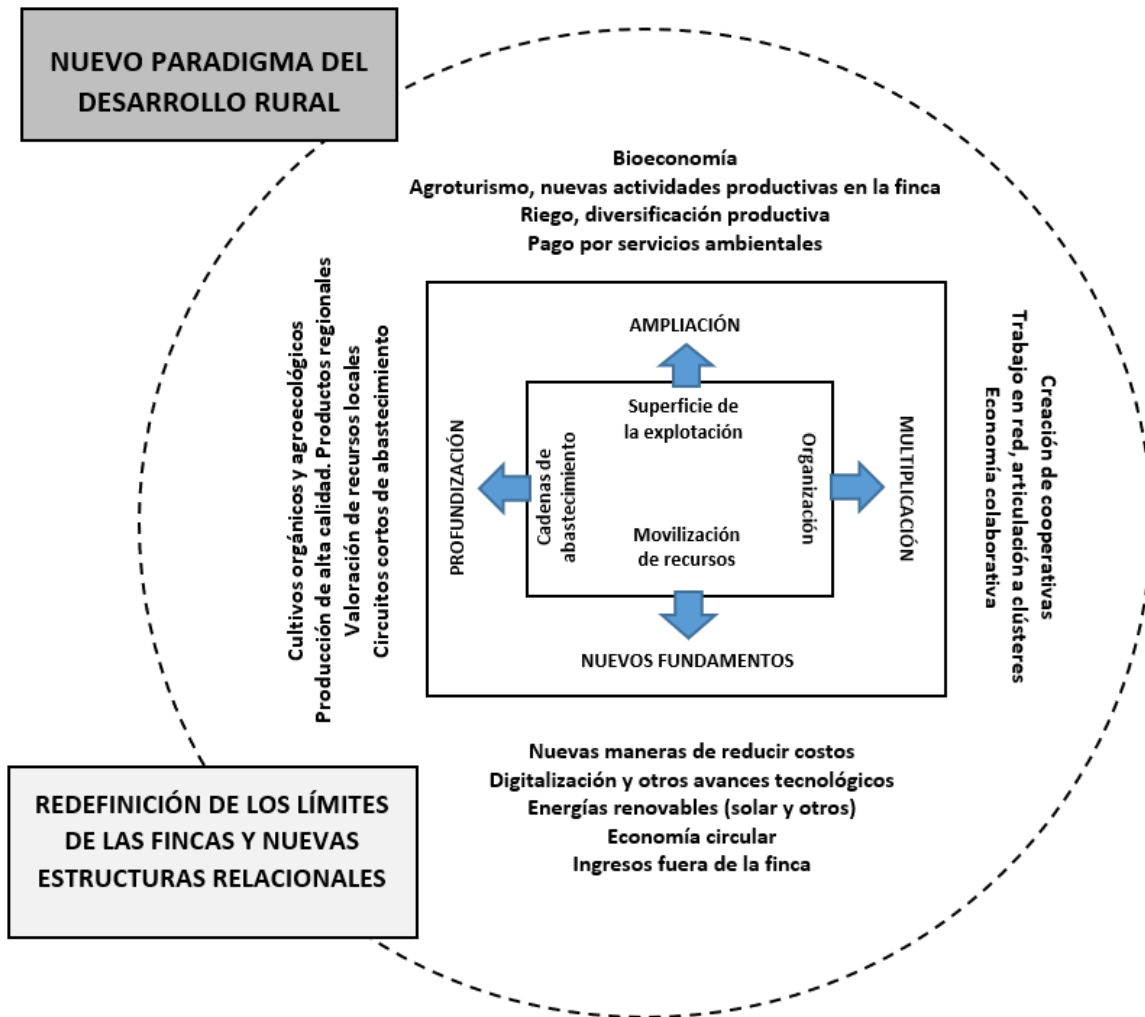 NUEVO PARADIGMA DEL
DESARROLLO RURAL
Bioeconomía
Agroturismo, nuevas actividades productivas en la finca
Riego, diversificación productiva
Pago por servicios ambientales
Cultivos orgánicos y agroecológicos
Producción de alta calidad. Productos regionales
Valoración de recursos locales
Circuitos cortos de abastecimiento
AMPLIACIÓN
Superficie de
la explotación
PROFUNDIZACIÓN
Cadenas de
abastecimiento
Organización
MULTIPLICACIÓN
Movilización
de recursos
NUEVOS FUNDAMENTOS
Creación de cooperativas
Trabajo en red, articulación a clústeres
Economía colaborativa
Nuevas maneras de reducir costos
Digitalización y otros avances tecnológicos
Energías renovables (solar y otros)
Economía circular
Ingresos fuera de la finca
REDEFINICIÓN DE LOS LÍMITES
DE LAS FINCAS Y NUEVAS
ESTRUCTURAS RELACIONALES